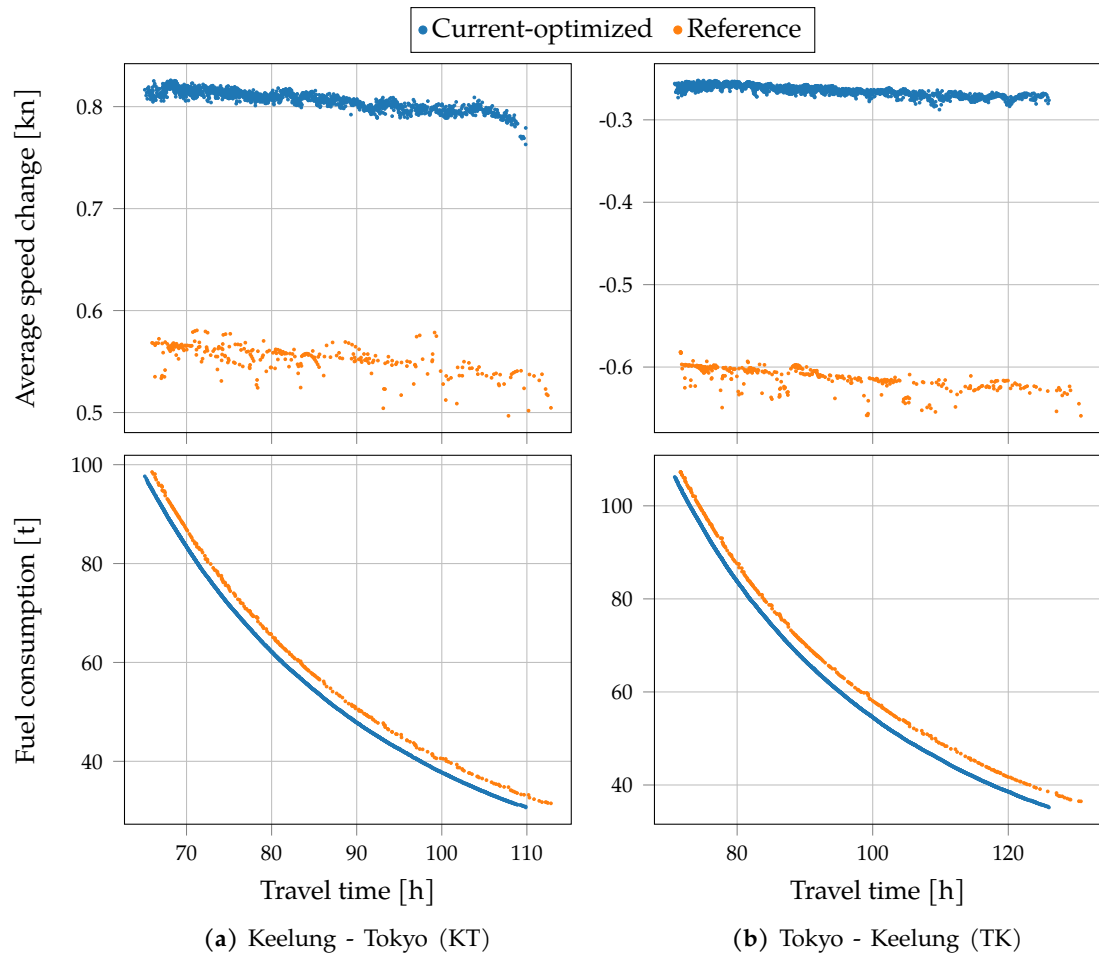 Current-optimized Reference
Average speed change [kn]
0.8
0.7
0.6
0.5
-0.3
-0.4
-0.5
-0.6
Fuel consumption [t]
100
80
60
40
100
80
60
40
70 80 90 100 110
80 100 120
Travel time [h]
Travel time [h]
(a) Keelung - Tokyo (KT)
(b) Tokyo - Keelung (TK)